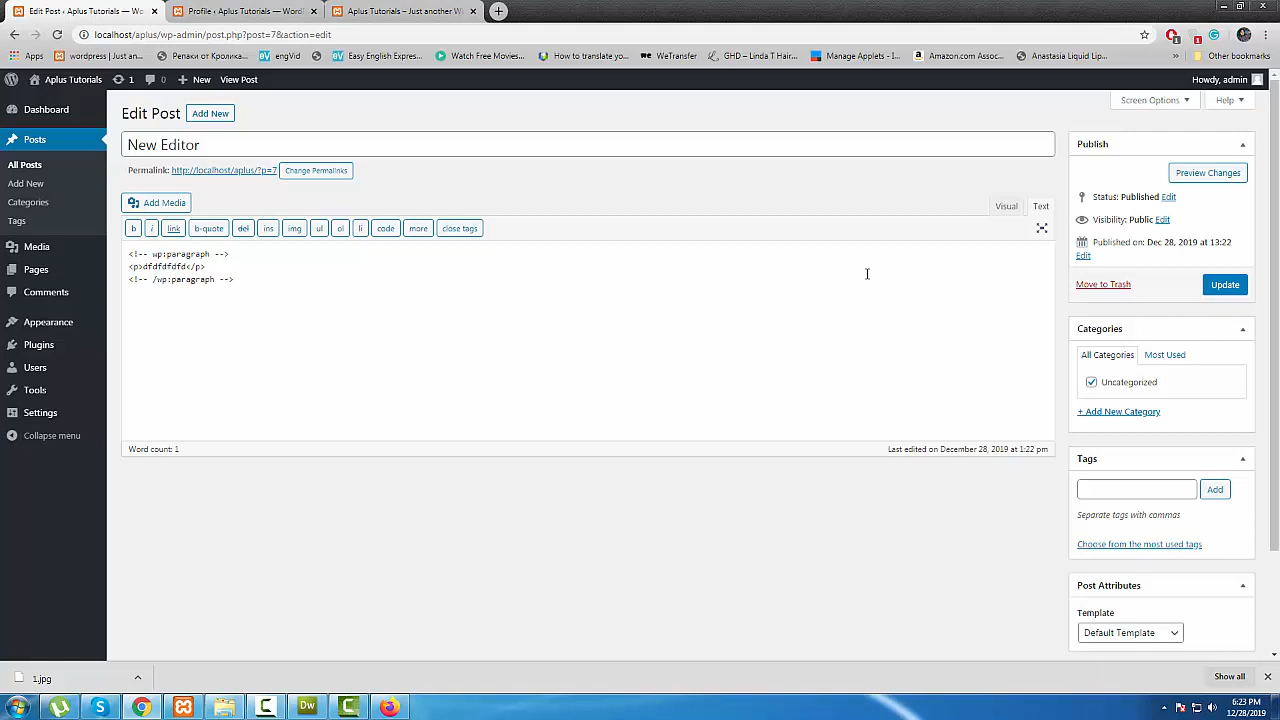 Edit Post ‹ Aplus Tutorials — Wo
Profile ‹ Aplus Tutorials — Word
Aplus Tutorials – Just another W
localhost/aplus/wp-admin/post.php?post=7&action=edit
Apps
wordpress | Just an...
Репаки от Кролика...
engVid
Easy English Expres...
Watch Free Movies...
How to translate yo...
WeTransfer
GHD – Linda T Hair...
Manage Applets - I...
Amazon.com Assoc...
Anastasia Liquid Lip...
»
Other bookmarks
Aplus Tutorials
1
0
New
View Post
Howdy, admin
Dashboard
Posts
All Posts
Add New
Categories
Tags
Media
Pages
Comments
Appearance
Plugins
Users
Tools
Settings
Collapse menu
Screen Options
Help
Edit Post
Add New
New Editor
Permalink: http://localhost/aplus/?p=7
Change Permalinks
Add Media
Visual
Text
b
i
link
b-quote
del
ins
img
ul
ol
li
code
more
close tags
<!-- wp:paragraph -->
<p>dfdfdfdfd</p>
<!-- /wp:paragraph -->
Word count: 1
Last edited on December 28, 2019 at 1:22 pm
Publish
Preview Changes
Status: Published Edit
Visibility: Public Edit
Published on: Dec 28, 2019 at 13:22
Edit
Move to Trash
Update
Categories
All Categories
Most Used
Uncategorized
+ Add New Category
Tags
Add
Separate tags with commas
Choose from the most used tags
Post Attributes
Template
Default Template
1.jpg
Show all
Dw
6:23 PM
12/28/2019